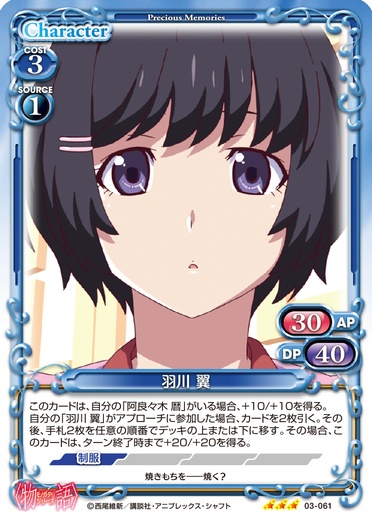 Precious Memories
Character
COST
3
SOURCE
1
30 AP
DP 40
羽川 翼
このカードは、自分の「阿良々木 暦」がいる場合、+10/+10を得る。
自分の「羽川 翼」がアプローチに参加した場合、カードを2枚引く。その
後、手札2枚を任意の順番でデッキの上または下に移す。その場合、こ
のカードは、ターン終了時まで+20/+20を得る。
制服
焼きもちを──焼く?
物語
©西尾維新／講談社・アニプレックス・シャフト
03-061